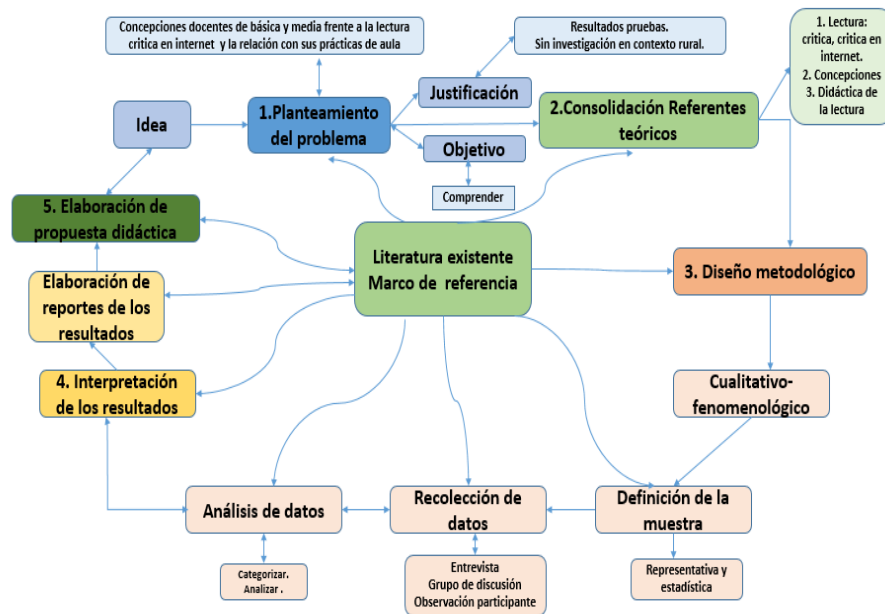 Concepciones docentes de básica y media frente a la lectura
critica en internet y la relación con sus prácticas de aula
Resultados pruebas.
Sin investigación en contexto rural.
1. Lectura:
critica, critica en
internet.
2. Concepciones
3. Didáctica de
la lectura
Idea
1.Planteamiento
del problema
Justificación
Objetivo
Comprender
2.Consolidación Referentes
teóricos
5. Elaboración de
propuesta didáctica
Literatura existente
Marco de referencia
3. Diseño metodológico
Elaboración de
reportes de los
resultados
4. Interpretación
de los resultados
Cualitativo-
fenomenológico
Análisis de datos
Recolección de
datos
Definición de la
muestra
Categorizar.
Analizar .
Entrevista
Grupo de discusión
Observación participante
Representativa y
estadística